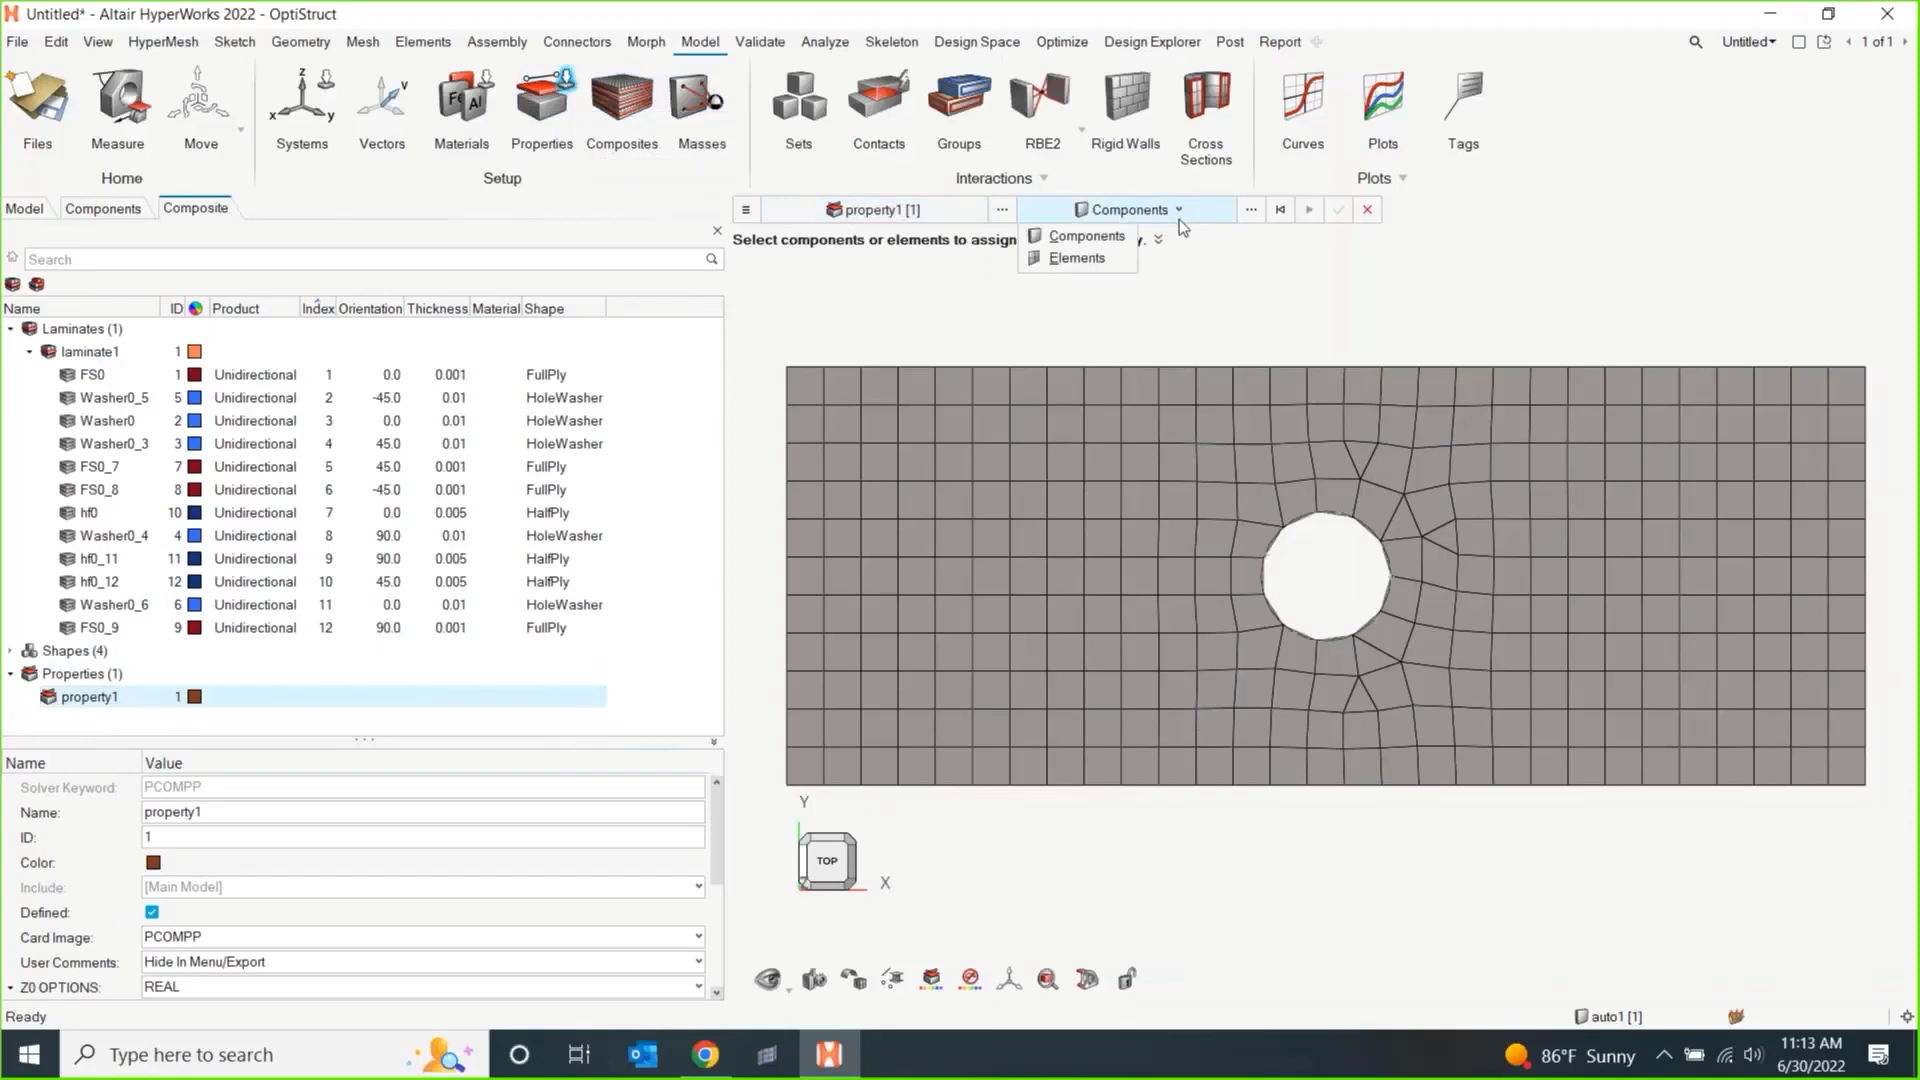 Untitled* - Altair HyperWorks 2022 - OptiStruct
File Edit View HyperMesh Sketch Geometry Mesh Elements Assembly Connectors Morph Model Validate Analyze Skeleton Design Space Optimize Design Explorer Post Report Untitled 1 of 1
Files Measure Move Systems Vectors Materials Properties Composites Masses Sets Contacts Groups RBE2 Rigid Walls Cross Sections Curves Plots Tags
Home Setup Interactions Plots
Model Components Composite
property1 [1] ... Components ...
Select components or elements to assign y.
Components
Elements
Search
Name ID Product Index Orientation Thickness Material Shape
Laminates (1)
laminate1 1
FS0 1 Unidirectional 1 0.0 0.001 FullPly
Washer0_5 5 Unidirectional 2 -45.0 0.01 HoleWasher
Washer0 2 Unidirectional 3 0.0 0.01 HoleWasher
Washer0_3 3 Unidirectional 4 45.0 0.01 HoleWasher
FS0_7 7 Unidirectional 5 45.0 0.001 FullPly
FS0_8 8 Unidirectional 6 -45.0 0.001 FullPly
hf0 10 Unidirectional 7 0.0 0.005 HalfPly
Washer0_4 4 Unidirectional 8 90.0 0.01 HoleWasher
hf0_11 11 Unidirectional 9 90.0 0.005 HalfPly
hf0_12 12 Unidirectional 10 45.0 0.005 HalfPly
Washer0_6 6 Unidirectional 11 0.0 0.01 HoleWasher
FS0_9 9 Unidirectional 12 90.0 0.001 FullPly
Shapes (4)
Properties (1)
property1 1
Name Value
Solver Keyword: PCOMPP
Name: property1
ID: 1
Color:
Include: [Main Model]
Defined:
Card Image: PCOMPP
User Comments: Hide In Menu/Export
Z0 OPTIONS: REAL
Y
TOP
X
Ready
auto1 [1]
Type here to search
86°F Sunny
11:13 AM
6/30/2022